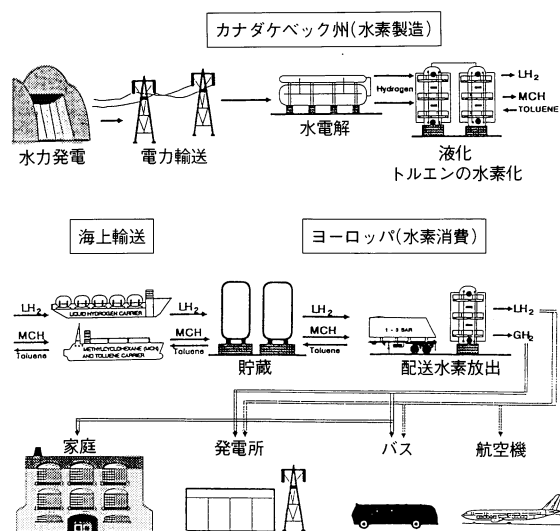 カナダケベック州(水素製造)
水力発電
電力輸送
Hydrogen
水電解
LH₂
MCH
TOLUENE
液化
トルエンの水素化
海上輸送
ヨーロッパ(水素消費)
LH₂
MCH
Toluene
LIQUID HYDROGEN CARRIER
METHYLCYCLOHEXANE (MCH)
AND TOLUENE CARRIER
LH₂
MCH
Toluene
貯蔵
LH₂
MCH
Toluene
配送水素放出
LH₂
GH₂
家庭
発電所
バス
航空機